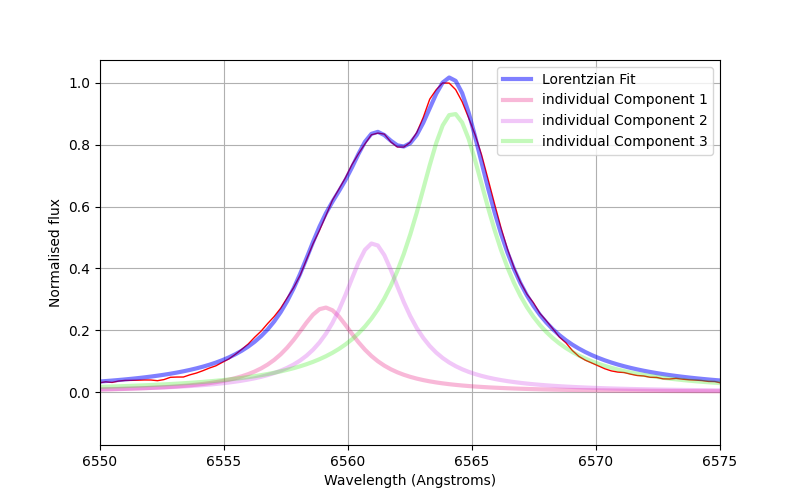 Lorentzian Fit
individual Component 1
individual Component 2
individual Component 3
Normalised flux
1.0
0.8
0.6
0.4
0.2
0.0
6550 6555 6560 6565 6570 6575
Wavelength (Angstroms)